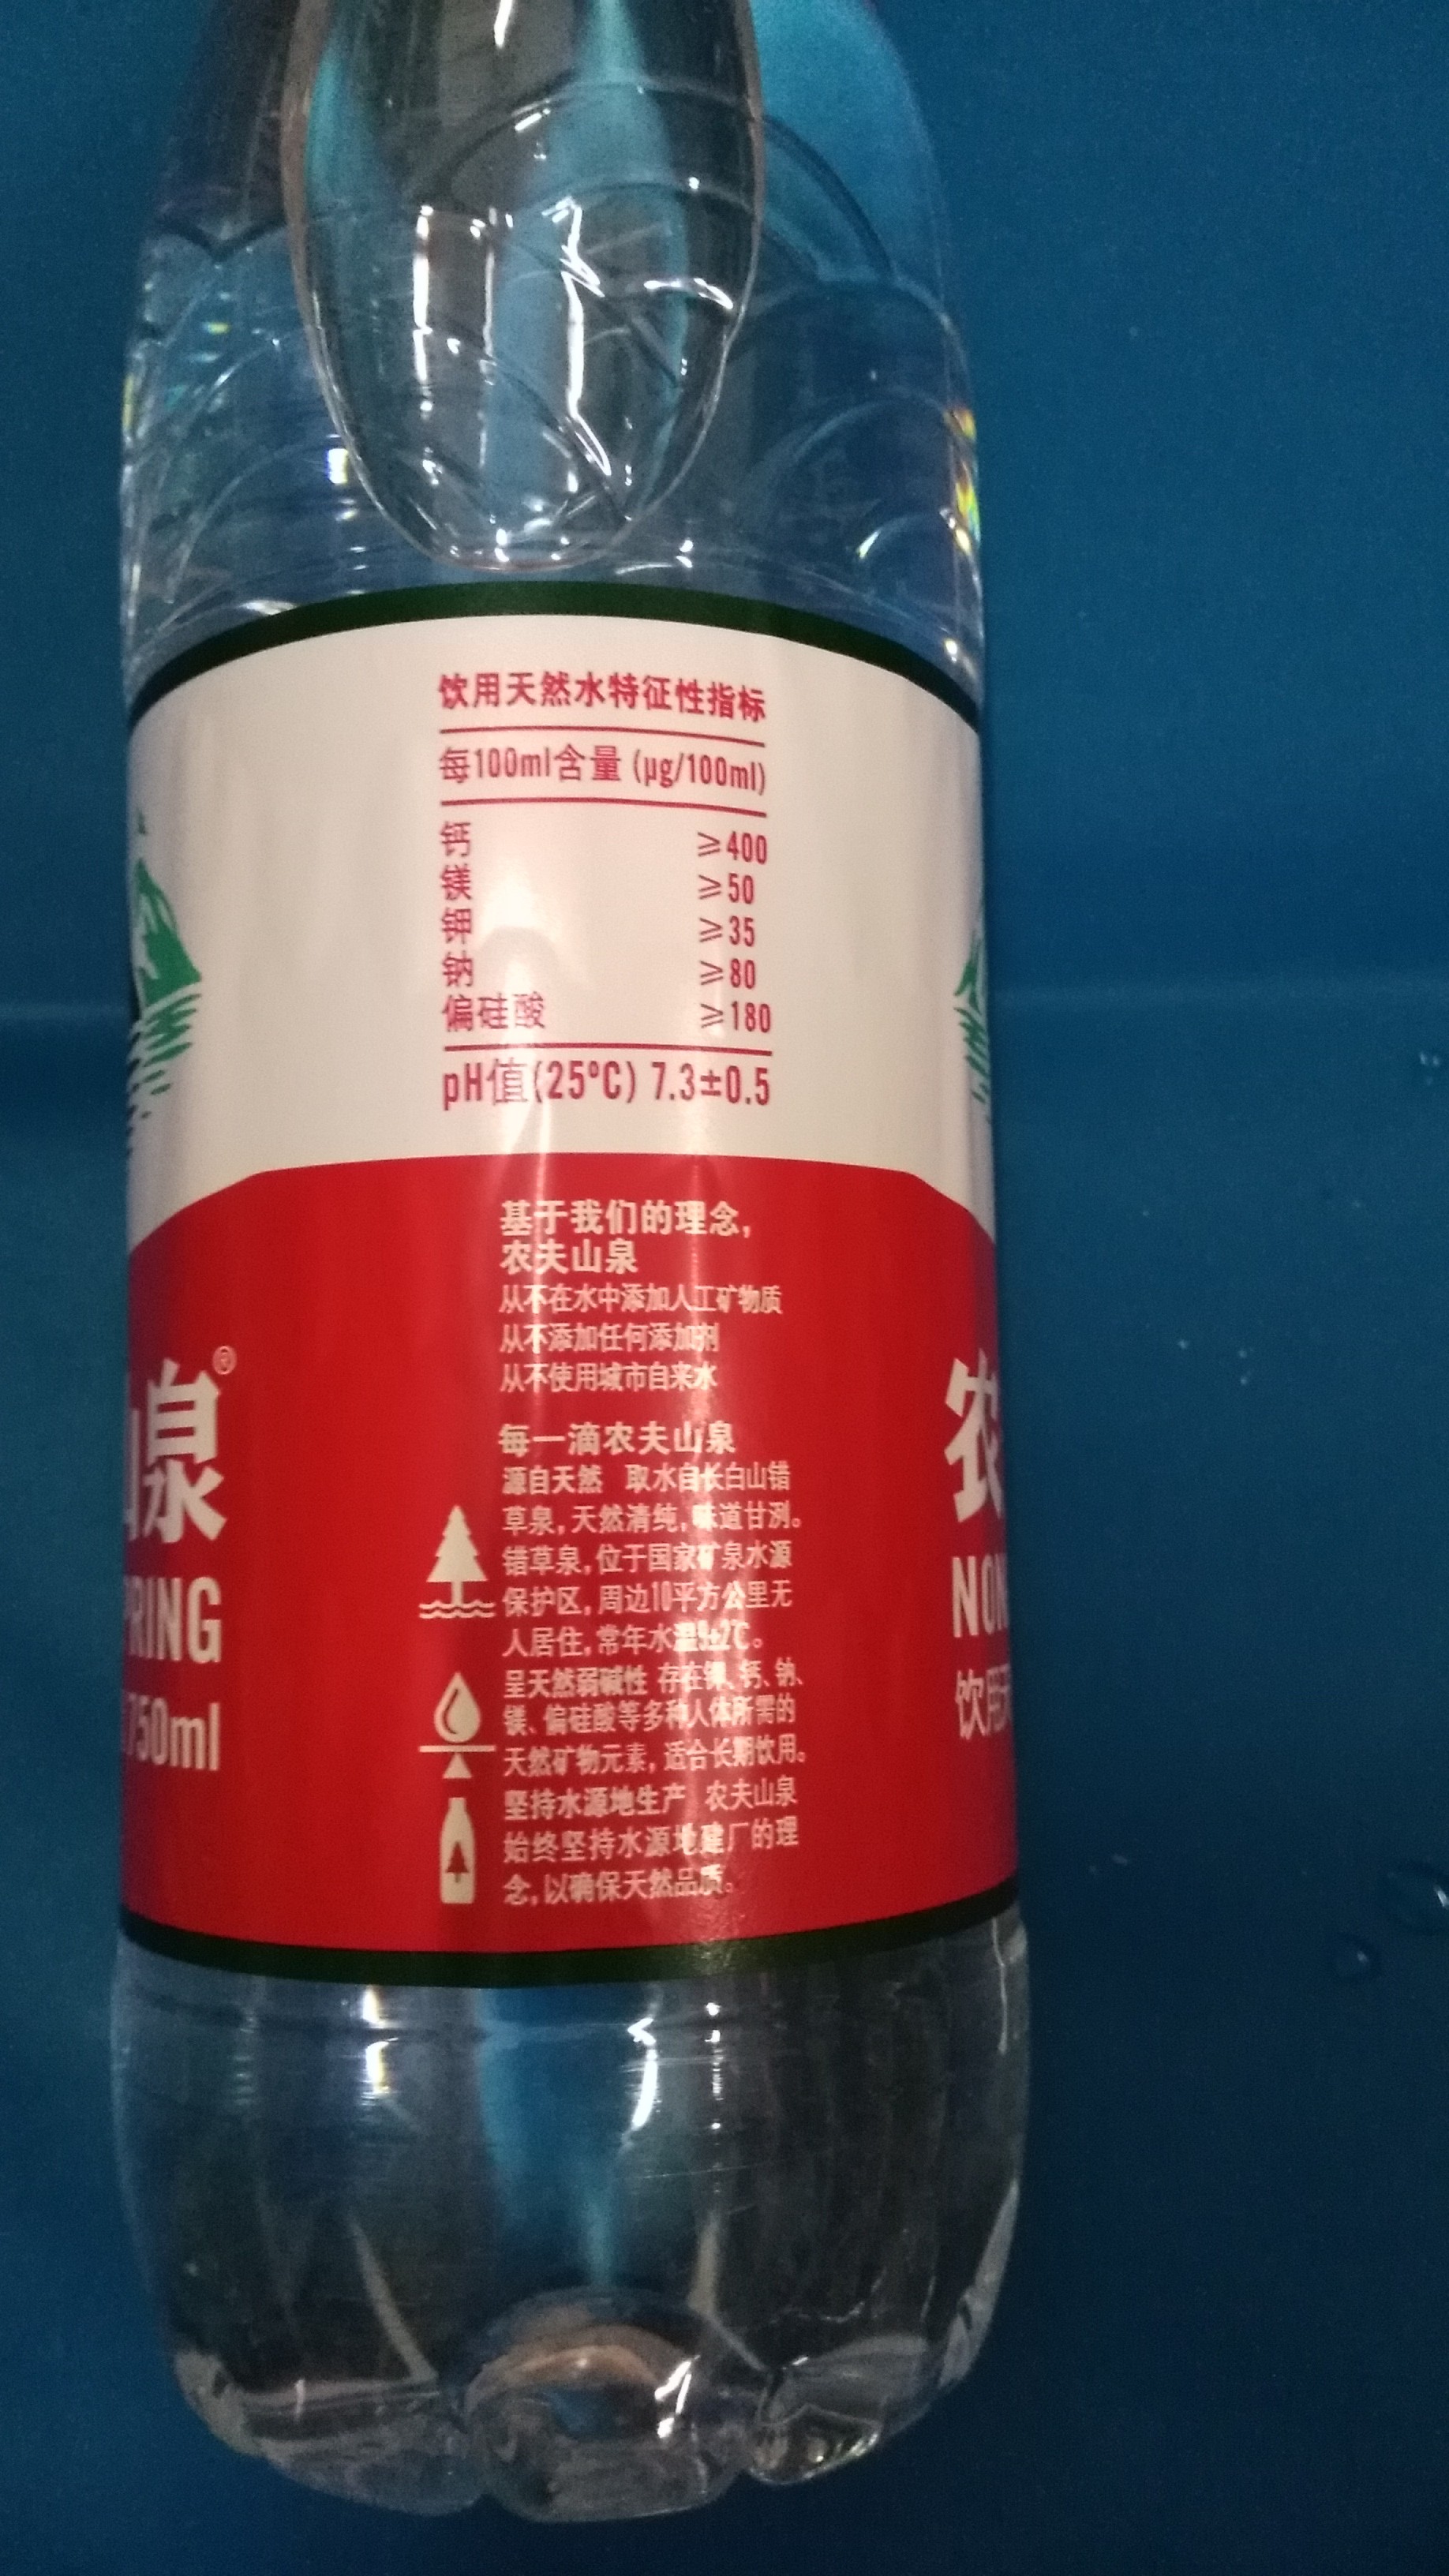 饮用天然水特征性指标
每100ml含量 (μg/100ml)
钙 ≥400
镁 ≥50
钾 ≥35
钠 ≥80
偏硅酸 ≥180
pH值(25°C) 7.3±0.5
基于我们的理念,
农夫山泉
从不在水中添加人工矿物质
从不添加任何添加剂
从不使用城市自来水
每一滴农夫山泉
源自天然 取水自长白山错
草泉,天然清纯,味道甘洌。
错草泉,位于国家矿泉水源
保护区,周边10平方公里无
人居住,常年水温9±2℃。
呈天然弱碱性 存在钾、钙、钠、
镁、偏硅酸等多种人体所需的
天然矿物元素,适合长期饮用。
坚持水源地生产 农夫山泉
始终坚持水源地建厂的理
念,以确保天然品质。
山泉®
PRING
750ml
农
NON
饮用天